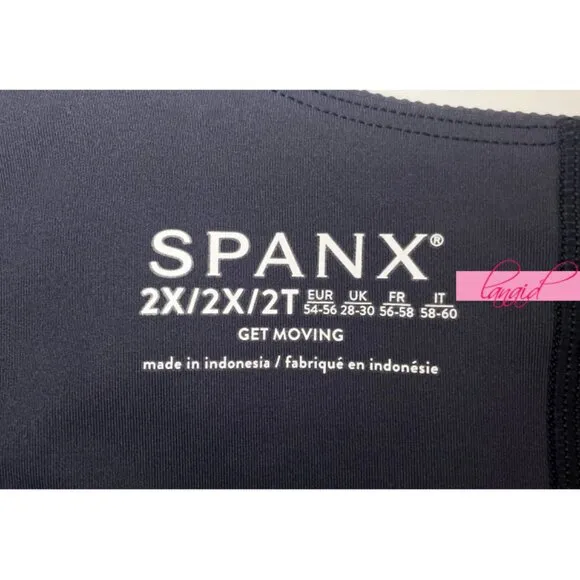 SPANX®
2X/2X/2T EUR 54-56 UK 28-30 FR 56-58 IT 58-60
GET MOVING
made in indonesia / fabriqué en indonésie
lanaid